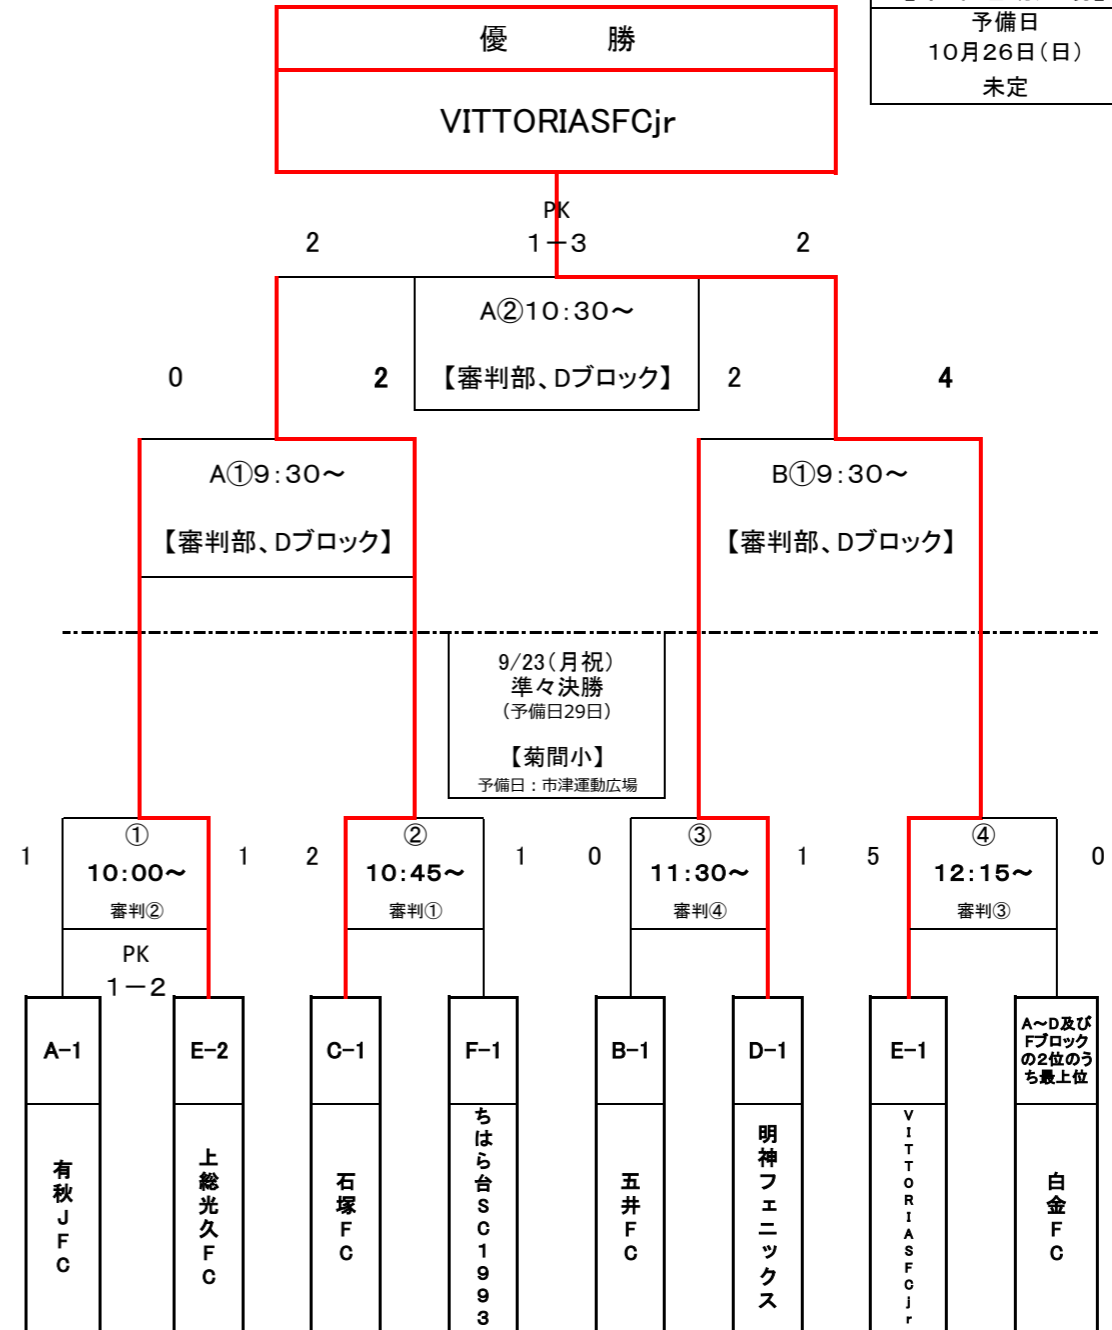 予備日
10月26日(日)
未定
優 勝
VITTORIASFCjr
PK
2 1-3 2
A②10:30～
0 2 【審判部、Dブロック】 2 4
A①9:30～ B①9:30～
【審判部、Dブロック】 【審判部、Dブロック】
9/23(月祝)
準々決勝
(予備日29日)
【菊間小】
予備日:市津運動広場
① ② ③ ④
1 10:00～ 1 2 10:45～ 1 0 11:30～ 1 5 12:15～ 0
審判② 審判① 審判④ 審判③
PK
1-2
A-1 E-2 C-1 F-1 B-1 D-1 E-1
A～D及び
Fブロック
の2位のう
ち最上位
有秋JFC
上総光久FC
石塚FC
ちはら台SC1993
五井FC
明神フェニックス
VITTORIASFCjr
白金FC